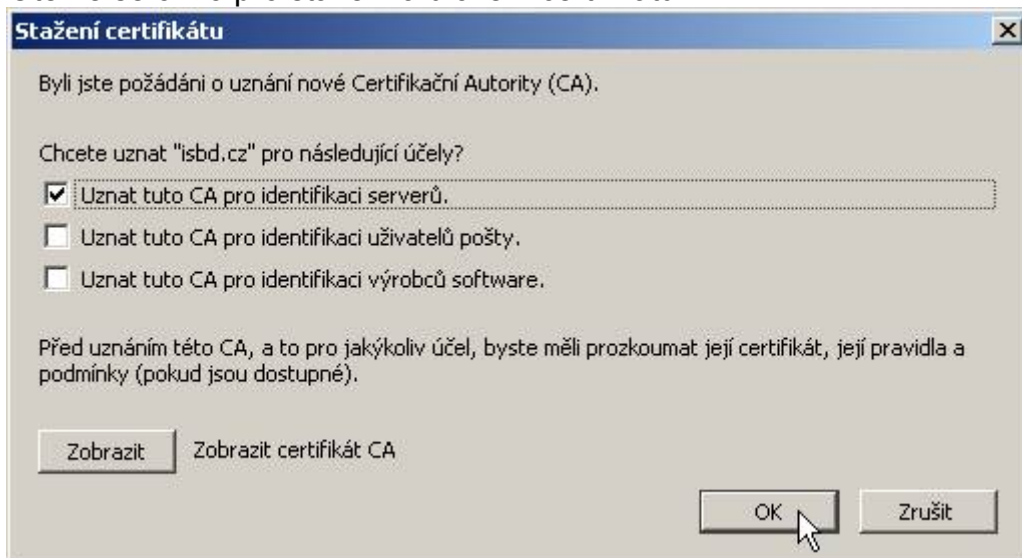 Stažení certifikátu
Byli jste požádáni o uznání nové Certifikační Autority (CA).
Chcete uznat "isbd.cz" pro následující účely?
Uznat tuto CA pro identifikaci serverů.
Uznat tuto CA pro identifikaci uživatelů pošty.
Uznat tuto CA pro identifikaci výrobců software.
Před uznáním této CA, a to pro jakýkoliv účel, byste měli prozkoumat její certifikát, její pravidla a
podmínky (pokud jsou dostupné).
Zobrazit Zobrazit certifikát CA
OK Zrušit